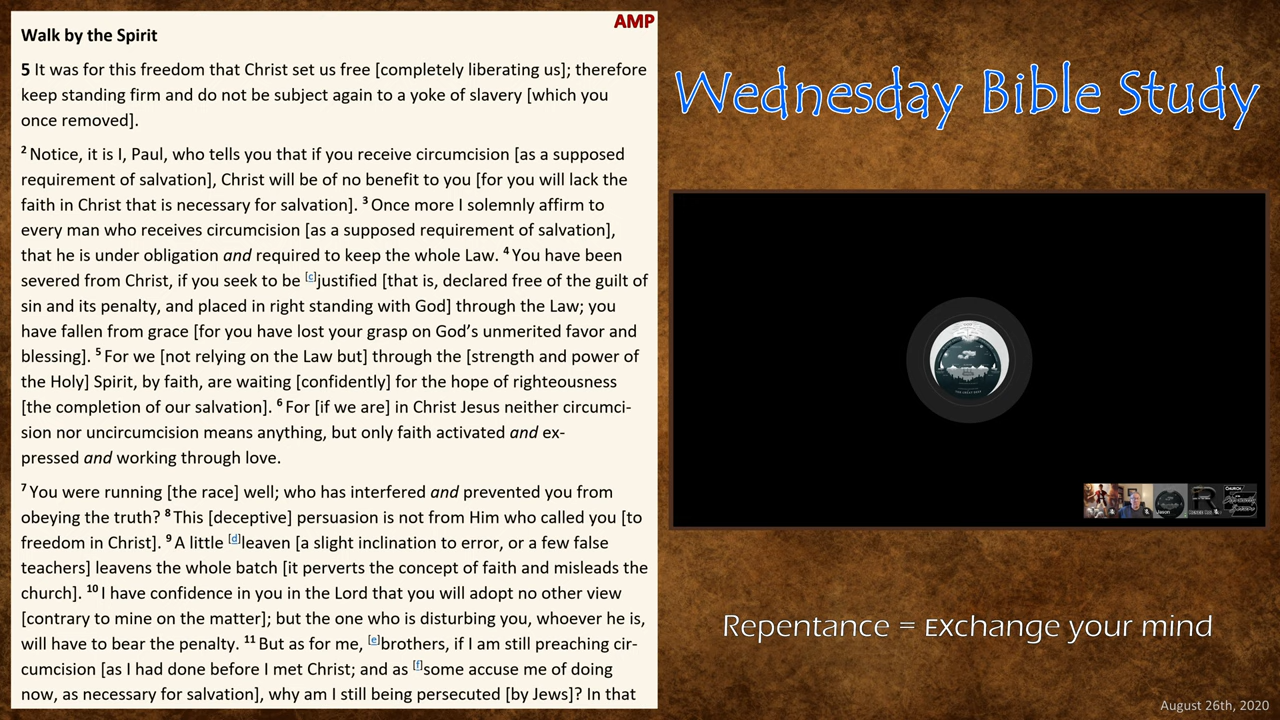 AMP
Walk by the Spirit
5 It was for this freedom that Christ set us free [completely liberating us]; therefore
keep standing firm and do not be subject again to a yoke of slavery [which you
once removed].
2 Notice, it is I, Paul, who tells you that if you receive circumcision [as a supposed
requirement of salvation], Christ will be of no benefit to you [for you will lack the
faith in Christ that is necessary for salvation]. 3 Once more I solemnly affirm to
every man who receives circumcision [as a supposed requirement of salvation],
that he is under obligation and required to keep the whole Law. 4 You have been
severed from Christ, if you seek to be [c]justified [that is, declared free of the guilt of
sin and its penalty, and placed in right standing with God] through the Law; you
have fallen from grace [for you have lost your grasp on God’s unmerited favor and
blessing]. 5 For we [not relying on the Law but] through the [strength and power of
the Holy] Spirit, by faith, are waiting [confidently] for the hope of righteousness
[the completion of our salvation]. 6 For [if we are] in Christ Jesus neither circumci-
sion nor uncircumcision means anything, but only faith activated and ex-
pressed and working through love.
7 You were running [the race] well; who has interfered and prevented you from
obeying the truth? 8 This [deceptive] persuasion is not from Him who called you [to
freedom in Christ]. 9 A little [d]leaven [a slight inclination to error, or a few false
teachers] leavens the whole batch [it perverts the concept of faith and misleads the
church]. 10 I have confidence in you in the Lord that you will adopt no other view
[contrary to mine on the matter]; but the one who is disturbing you, whoever he is,
will have to bear the penalty. 11 But as for me, [e]brothers, if I am still preaching cir-
cumcision [as I had done before I met Christ; and as [f]some accuse me of doing
now, as necessary for salvation], why am I still being persecuted [by Jews]? In that
Wednesday Bible Study
Jason
Repentance = Exchange your mind
August 26th, 2020